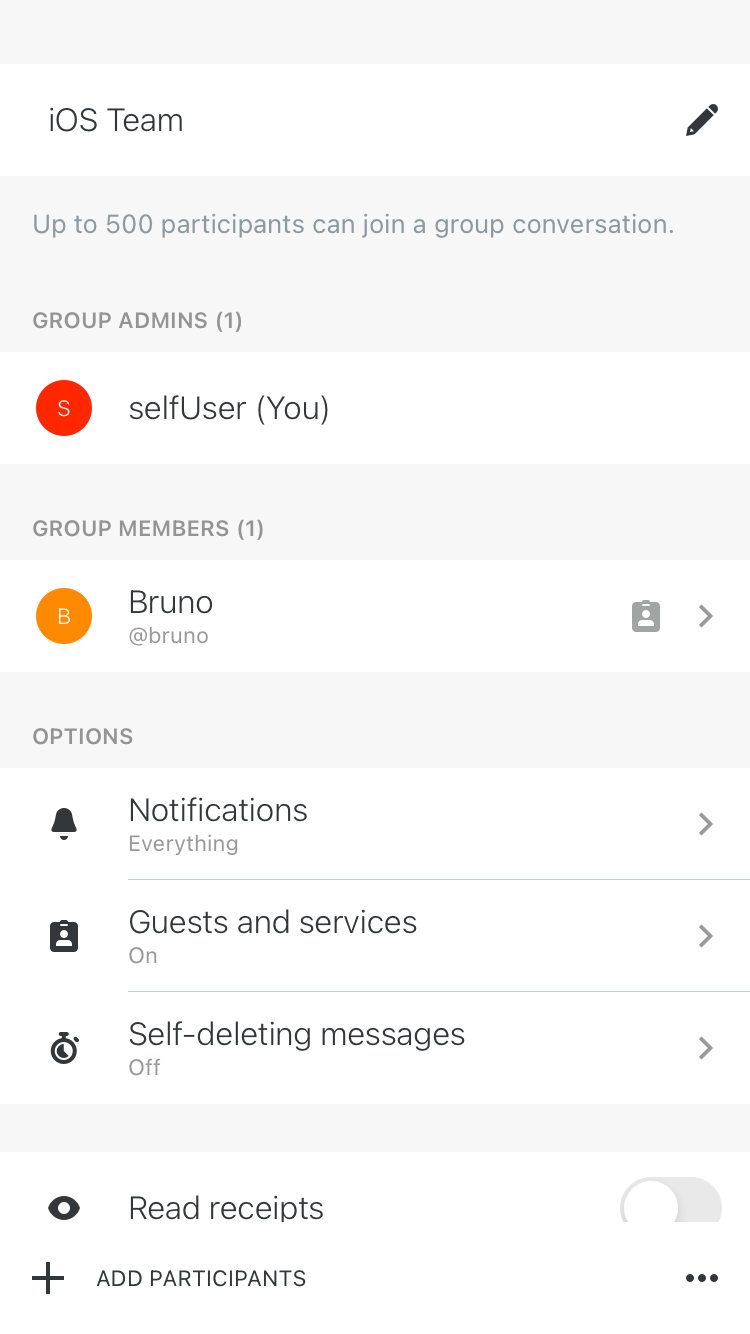 iOS Team
Up to 500 participants can join a group conversation.
GROUP ADMINS (1)
S
selfUser (You)
GROUP MEMBERS (1)
B
Bruno
@bruno
OPTIONS
Notifications
Everything
Guests and services
On
Self-deleting messages
Off
Read receipts
ADD PARTICIPANTS